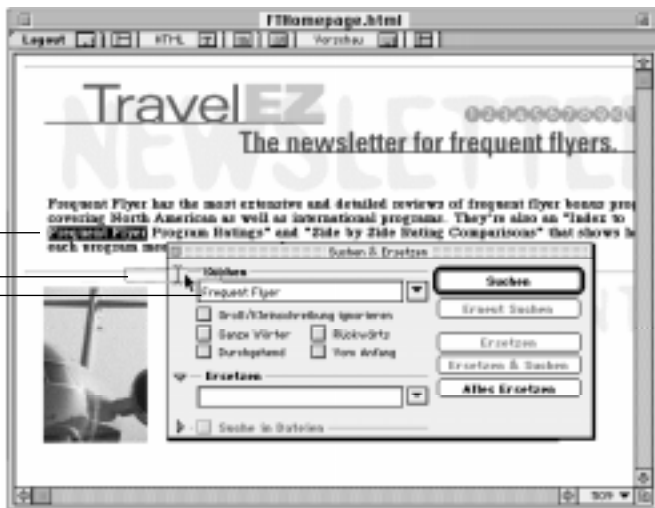 FTHomepage.html
Layout HTML Vorschau
TravelEZ
NEWSLETTER
The newsletter for frequent flyers.
Frequent Flyer has the most extensive and detailed reviews of frequent flyer bonus
covering North American as well as international programs. They're also an "Index to
Frequent Flyer Program Ratings" and "Side by Side Rating Comparisons" that shows
each program
Suchen & Ersetzen
Suchen
Frequent Flyer
Groß/Kleinschreibung ignorieren
Ganze Wörter Rückwärts
Durchgehend Vom Anfang
Ersetzen
Suche in Dateien
Suchen
Erneut Suchen
Ersetzen
Ersetzen & Suchen
Alles Ersetzen